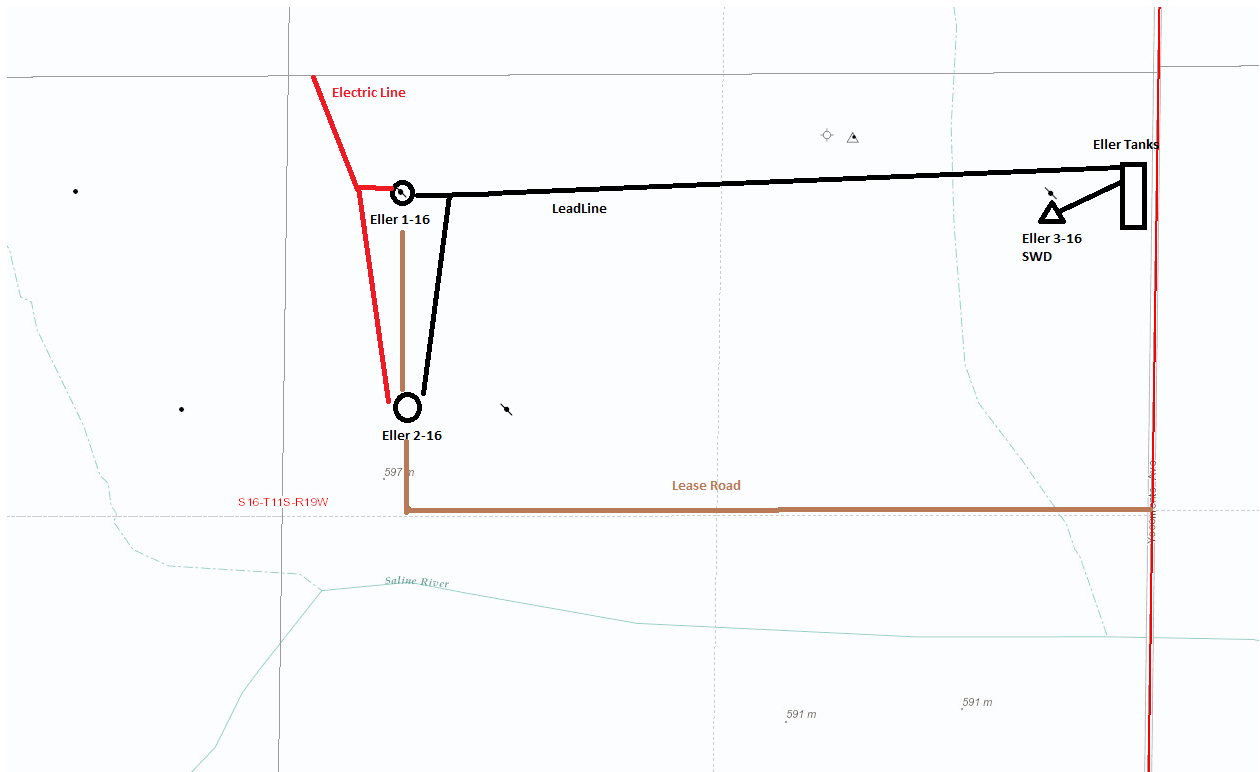 Electric Line
Eller Tanks
Eller 1-16
LeadLine
Eller 3-16
SWD
Eller 2-16
597 m
S16-T11S-R19W
Lease Road
Saline River
591 m
591 m